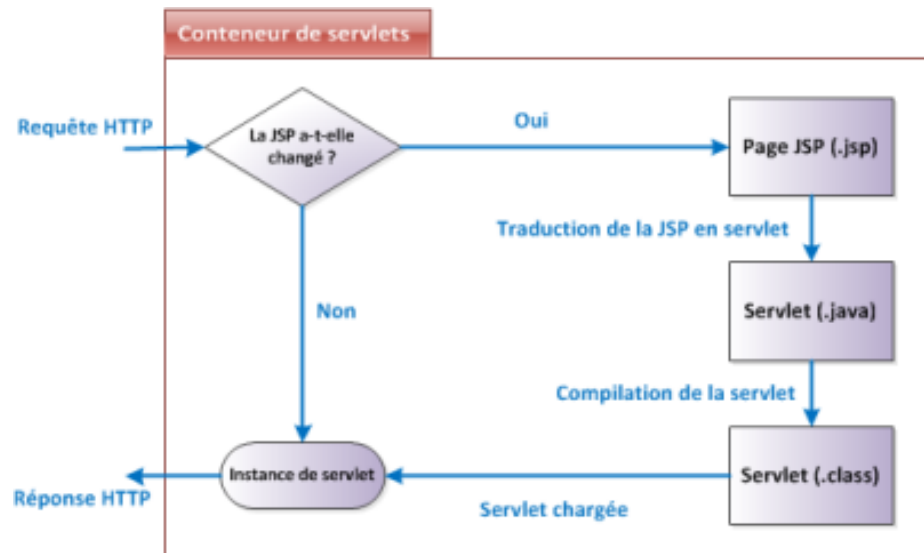 Conteneur de servlets
Requête HTTP
La JSP a-t-elle
changé ?
Oui
Page JSP (.jsp)
Traduction de la JSP en servlet
Non
Servlet (.java)
Compilation de la servlet
Instance de servlet
Servlet (.class)
Réponse HTTP
Servlet chargée